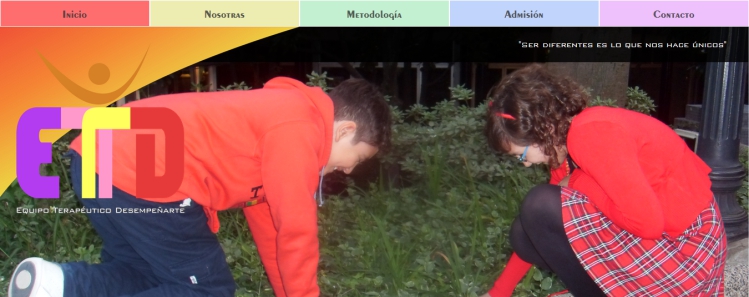 Inicio
Nosotras
Metodología
Admisión
Contacto
"Ser diferentes es lo que nos hace únicos"
ETD
Equipo Terapéutico Desempeñarte